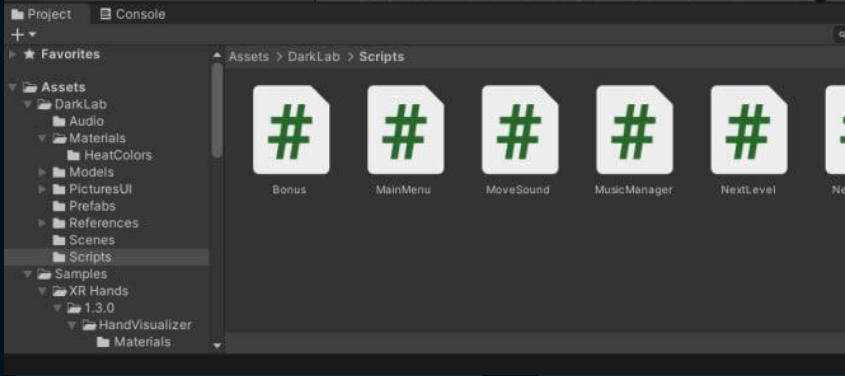 Project Console
Favorites
Assets > DarkLab > Scripts
Assets
DarkLab
Audio
Materials
HeatColors
Models
PicturesUI
Prefabs
References
Scenes
Scripts
Samples
XR Hands
1.3.0
HandVisualizer
Materials
Bonus MainMenu MoveSound MusicManager NextLevel Ne